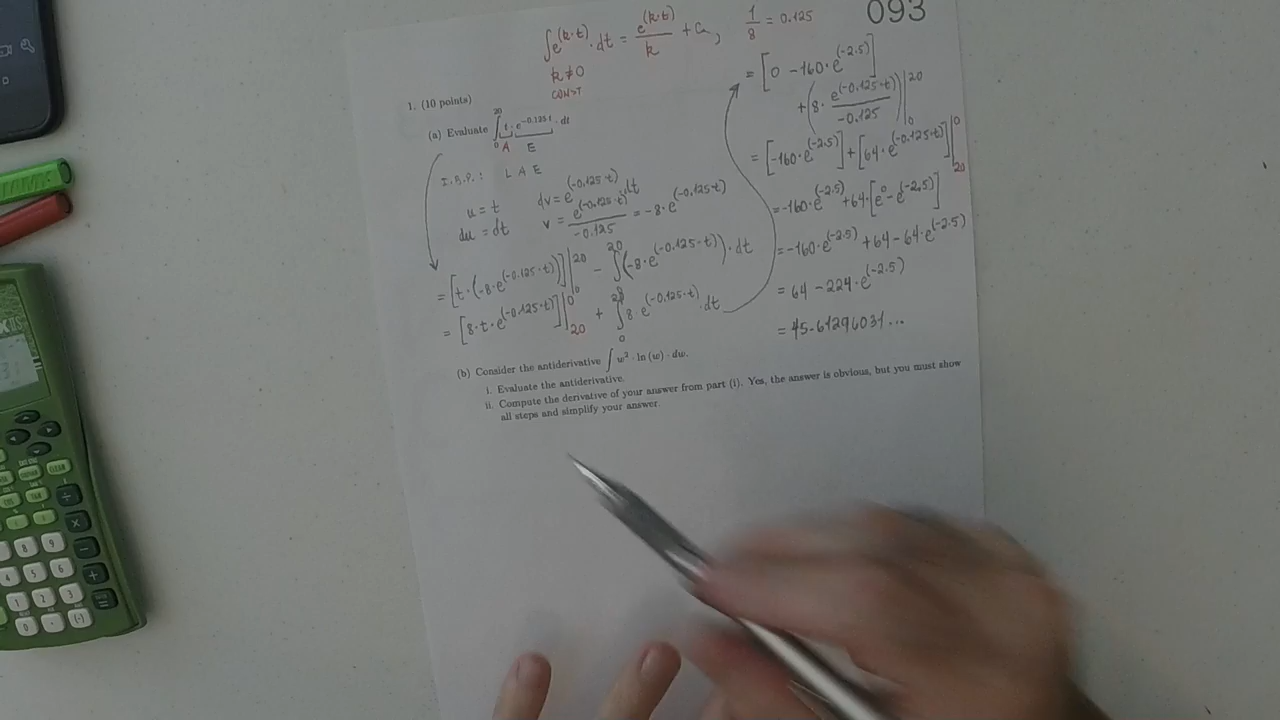 ∫e^(k·t)·dt = e^(k·t)/k + C₁,
k≠0
CONST
1/8 = 0.125
093
1. (10 points)
(a) Evaluate ∫₀²⁰ t·e^(-0.125·t)·dt
A E
I.B.P.: L A E
u = t dv = e^(-0.125·t)dt
du = dt v = e^(-0.125·t)/-0.125 = -8·e^(-0.125·t)
= [t·(-8·e^(-0.125·t))]|₀²⁰ - ∫₀²⁰(-8·e^(-0.125·t))·dt
= [8·t·e^(-0.125·t)]|₂₀⁰ + ∫₀²⁰ 8·e^(-0.125·t)·dt
= [0 - 160·e^(-2.5)]
+ (8·e^(-0.125·t)/-0.125)|₀²⁰
= [-160·e^(-2.5)] + [64·e^(-0.125·t)]|₂₀⁰
= -160·e^(-2.5) + 64·[e⁰ - e^(-2.5)]
= -160·e^(-2.5) + 64 - 64·e^(-2.5)
= 64 - 224·e^(-2.5)
= 45.61296031...
(b) Consider the antiderivative ∫ w²·ln(w)·dw.
i. Evaluate the antiderivative.
ii. Compute the derivative of your answer from part (i). Yes, the answer is obvious, but you must show
all steps and simplify your answer.